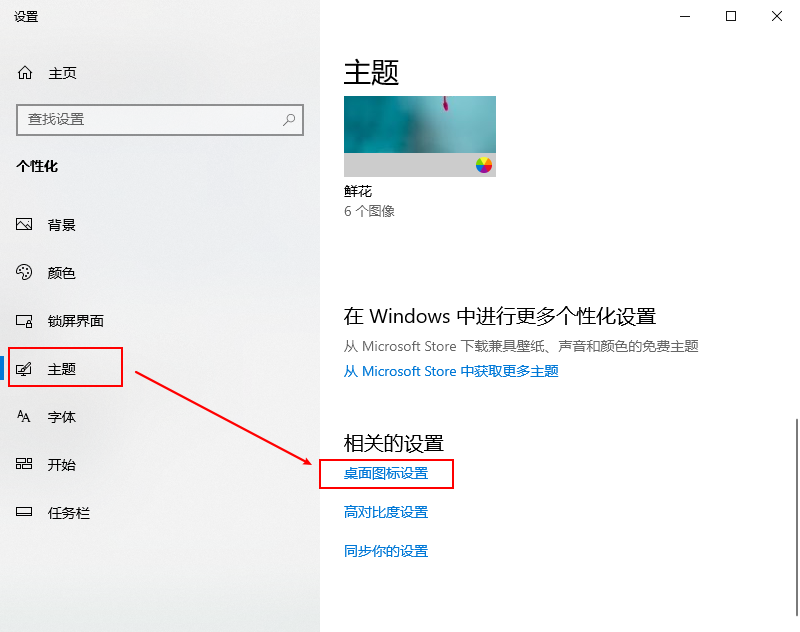 设置
主页
查找设置
个性化
背景
颜色
锁屏界面
主题
字体
开始
任务栏
主题
鲜花
6 个图像
在 Windows 中进行更多个性化设置
从 Microsoft Store 下载兼具壁纸、声音和颜色的免费主题
从 Microsoft Store 中获取更多主题
相关的设置
桌面图标设置
高对比度设置
同步你的设置